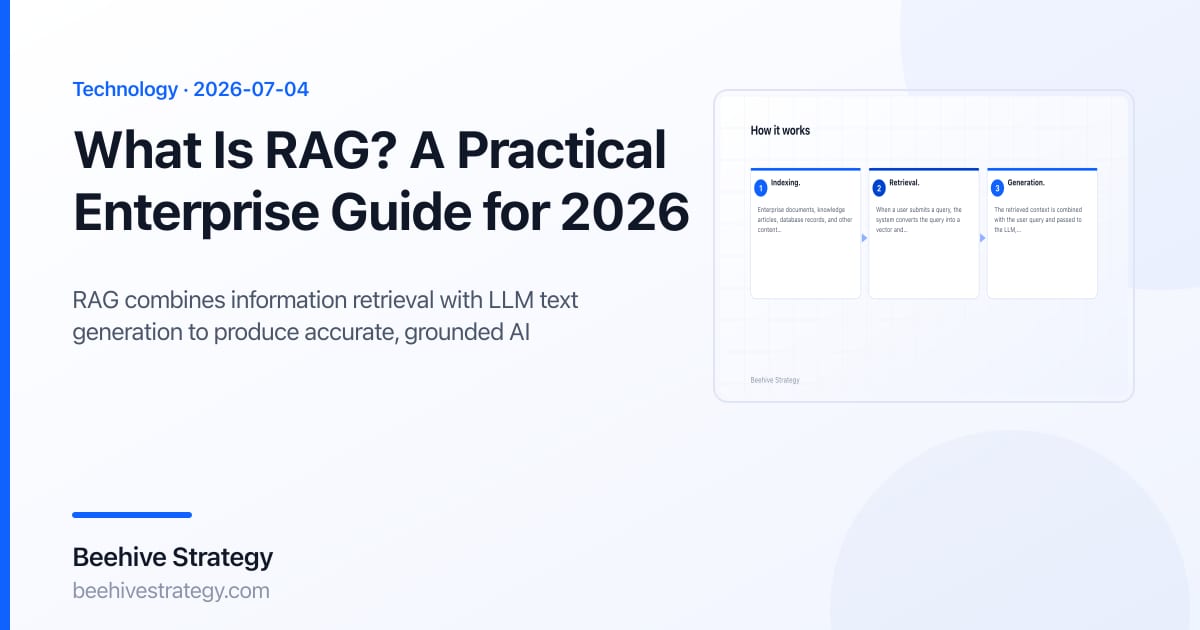 Technology · 2026-07-04
What Is RAG? A Practical
Enterprise Guide for 2026
RAG combines information retrieval with LLM text
generation to produce accurate, grounded AI
Beehive Strategy
beehivestrategy.com
How it works
1 Indexing.
Enterprise documents, knowledge
articles, database records, and other
content...
2 Retrieval.
When a user submits a query, the
system converts the query into a
vector and...
3 Generation.
The retrieved context is combined
with the user query and passed to
the LLM,...
Beehive Strategy